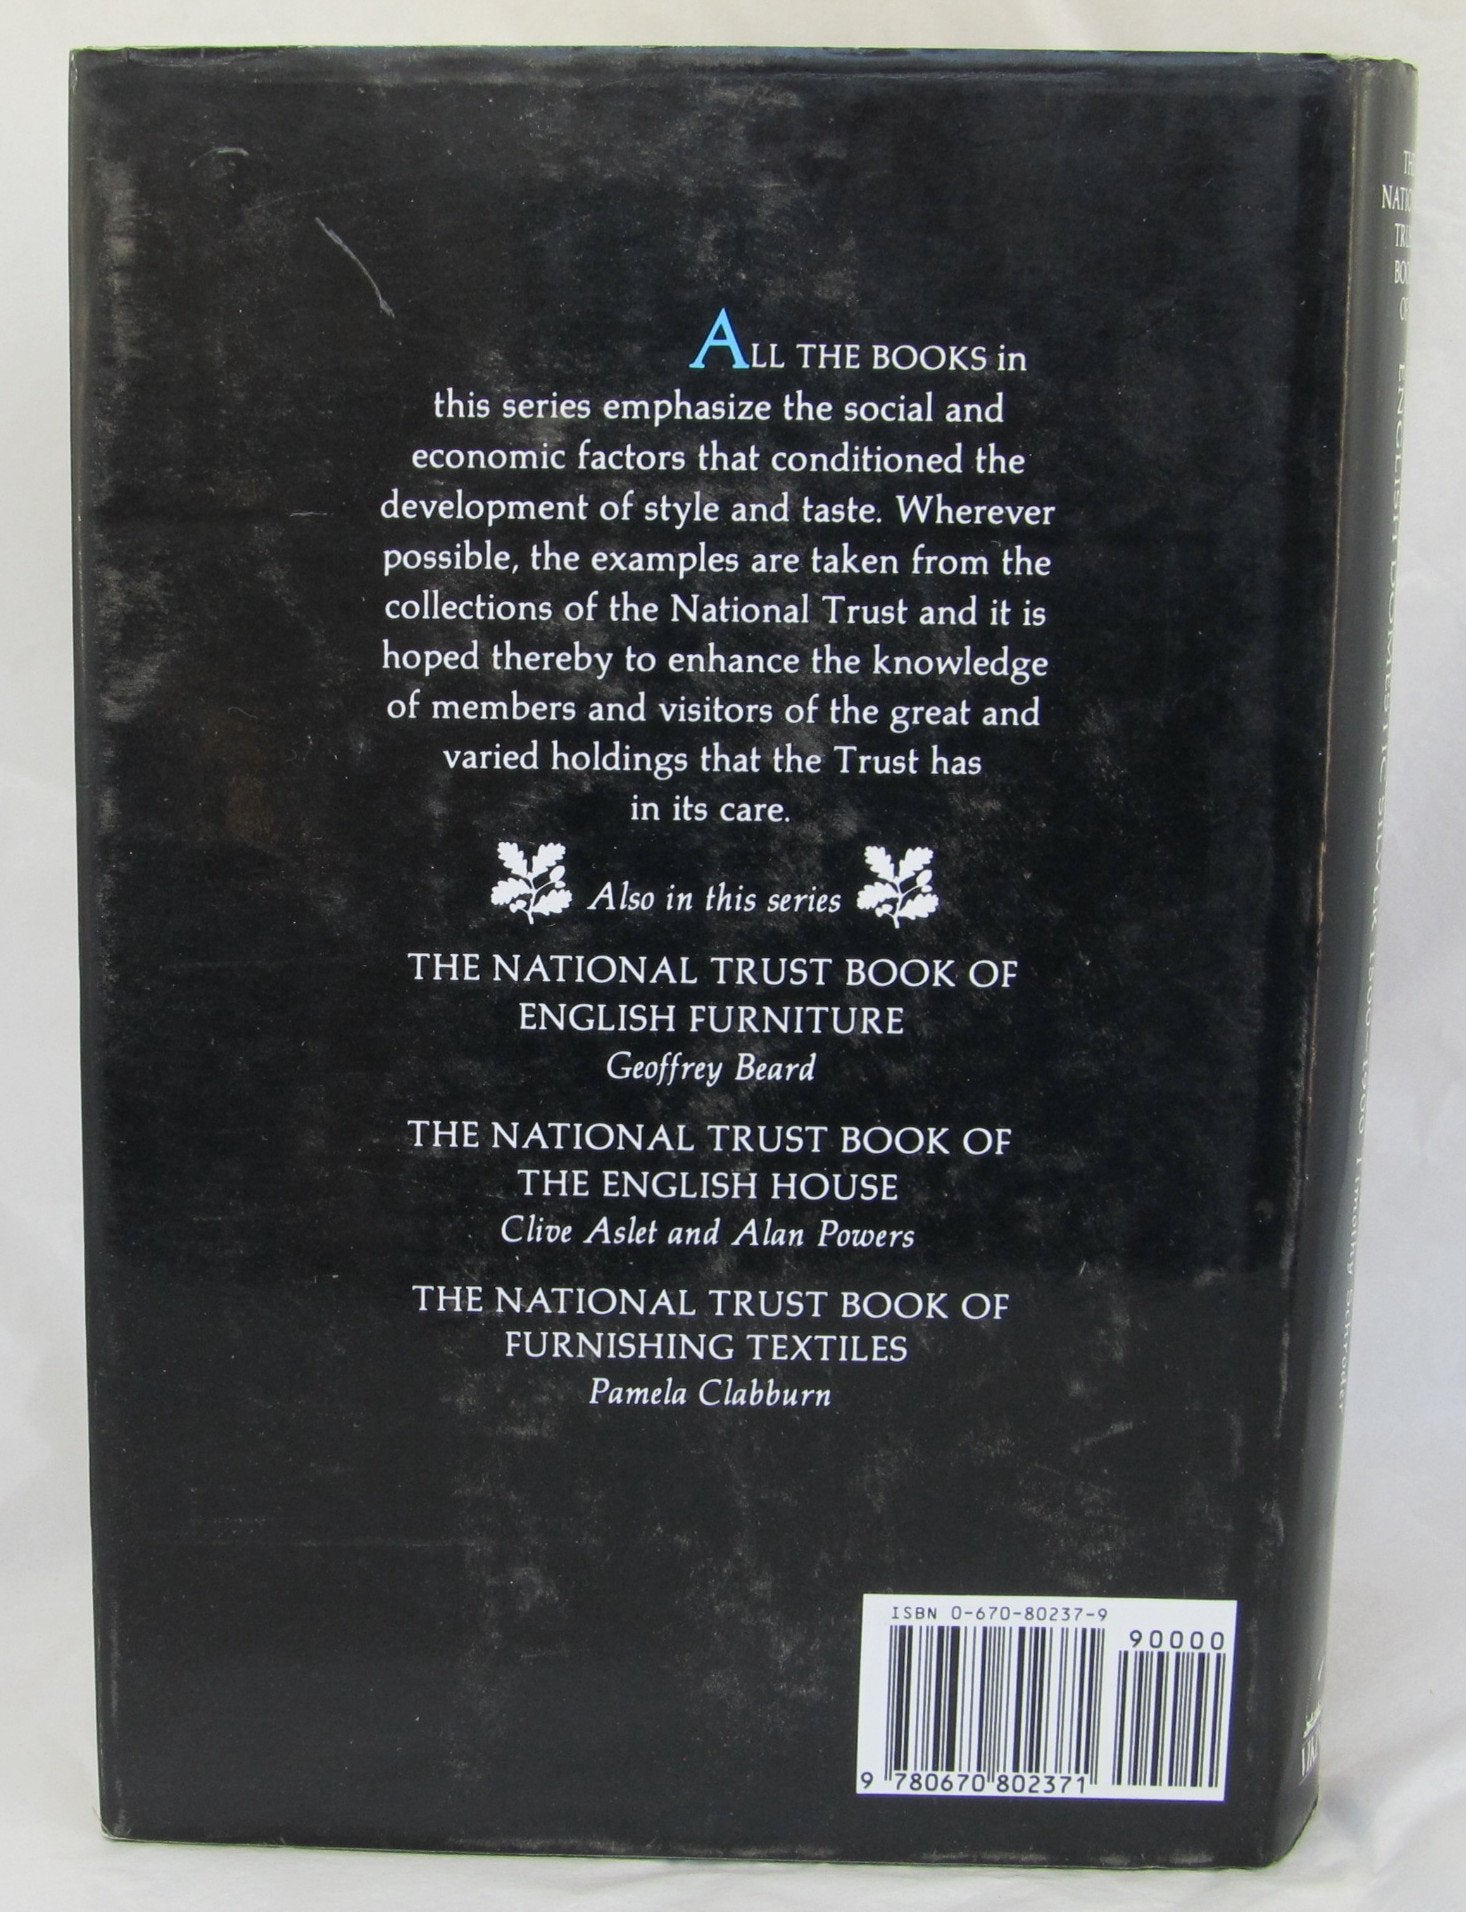 ALL THE BOOKS in
this series emphasize the social and
economic factors that conditioned the
development of style and taste. Wherever
possible, the examples are taken from the
collections of the National Trust and it is
hoped thereby to enhance the knowledge
of members and visitors of the great and
varied holdings that the Trust has
in its care.
Also in this series
THE NATIONAL TRUST BOOK OF
ENGLISH FURNITURE
Geoffrey Beard
THE NATIONAL TRUST BOOK OF
THE ENGLISH HOUSE
Clive Aslet and Alan Powers
THE NATIONAL TRUST BOOK OF
FURNISHING TEXTILES
Pamela Clabburn
ISBN 0-670-80237-9
90000
9 780670 802371
ENGLISH DOMESTIC SILVER
Timothy Schroder